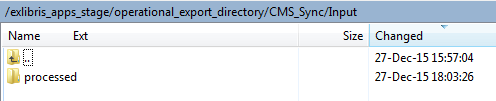 /exlibris_apps_stage/operational_export_directory/CMS_Sync/Input
Name Ext Size Changed
.. 27-Dec-15 15:57:04
processed 27-Dec-15 18:03:26